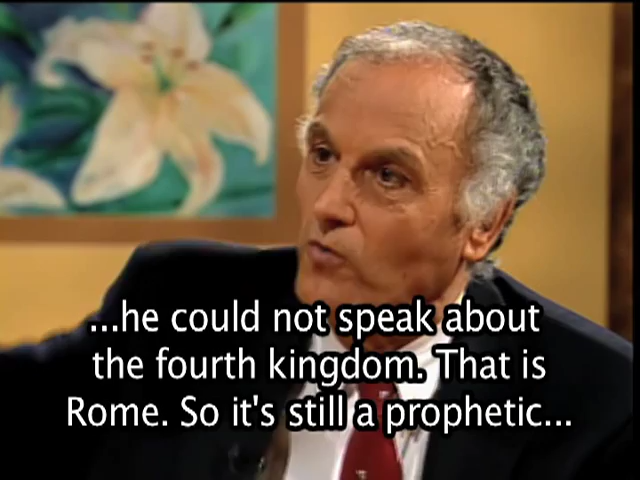 ...he could not speak about
the fourth kingdom. That is
Rome. So it's still a prophetic...